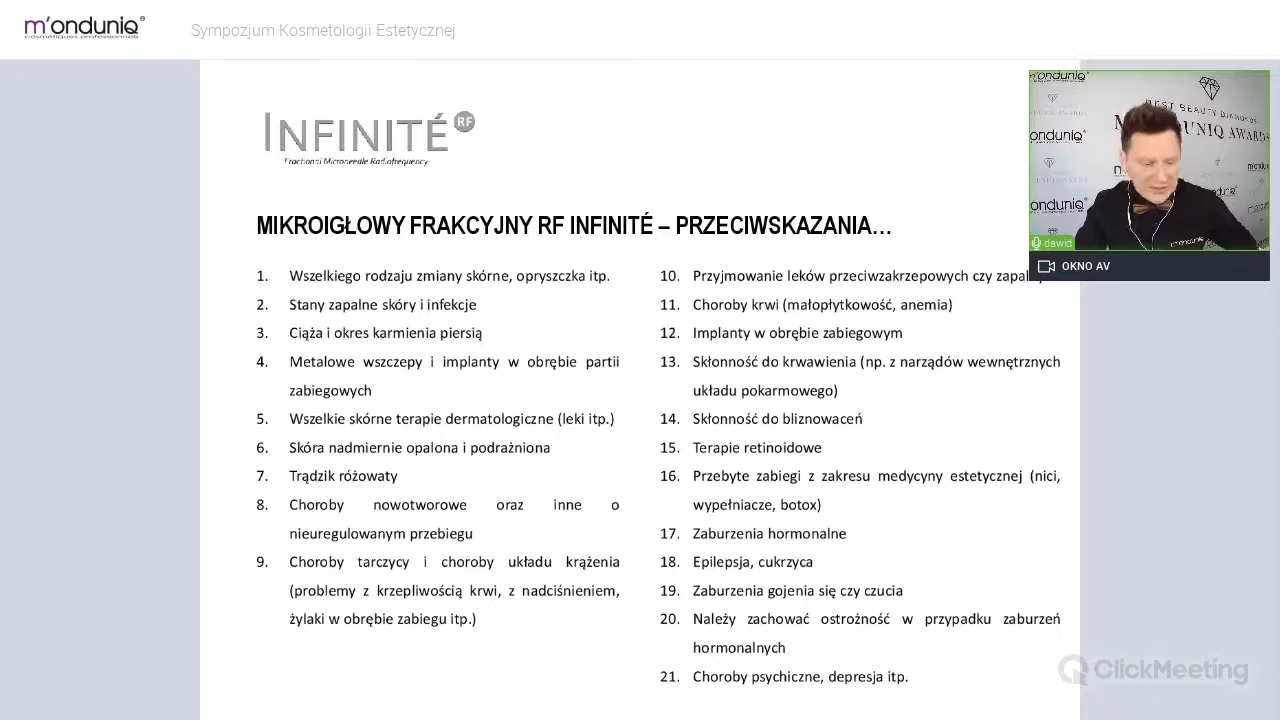 m'onduniq®
cosmétiques professionnels
Sympozjum Kosmetologii Estetycznej
INFINITÉ RF
Fractional Microneedle Radiofrequency
MIKROIGŁOWY FRAKCYJNY RF INFINITÉ – PRZECIWSKAZANIA...
1. Wszelkiego rodzaju zmiany skórne, opryszczka itp.
2. Stany zapalne skóry i infekcje
3. Ciąża i okres karmienia piersią
4. Metalowe wszczepy i implanty w obrębie partii
zabiegowych
5. Wszelkie skórne terapie dermatologiczne (leki itp.)
6. Skóra nadmiernie opalona i podrażniona
7. Trądzik różowaty
8. Choroby nowotworowe oraz inne o
nieuregulowanym przebiegu
9. Choroby tarczycy i choroby układu krążenia
(problemy z krzepliwością krwi, z nadciśnieniem,
żylaki w obrębie zabiegu itp.)
10. Przyjmowanie leków przeciwzakrzepowych czy
11. Choroby krwi (małopłytkowość, anemia)
12. Implanty w obrębie zabiegowym
13. Skłonność do krwawienia (np. z narządów wewnętrznych
układu pokarmowego)
14. Skłonność do bliznowaceń
15. Terapie retinoidowe
16. Przebyte zabiegi z zakresu medycyny estetycznej (nici,
wypełniacze, botox)
17. Zaburzenia hormonalne
18. Epilepsja, cukrzyca
19. Zaburzenia gojenia się czy czucia
20. Należy zachować ostrożność w przypadku zaburzeń
hormonalnych
21. Choroby psychiczne, depresja itp.
dawid
OKNO AV
ClickMeeting